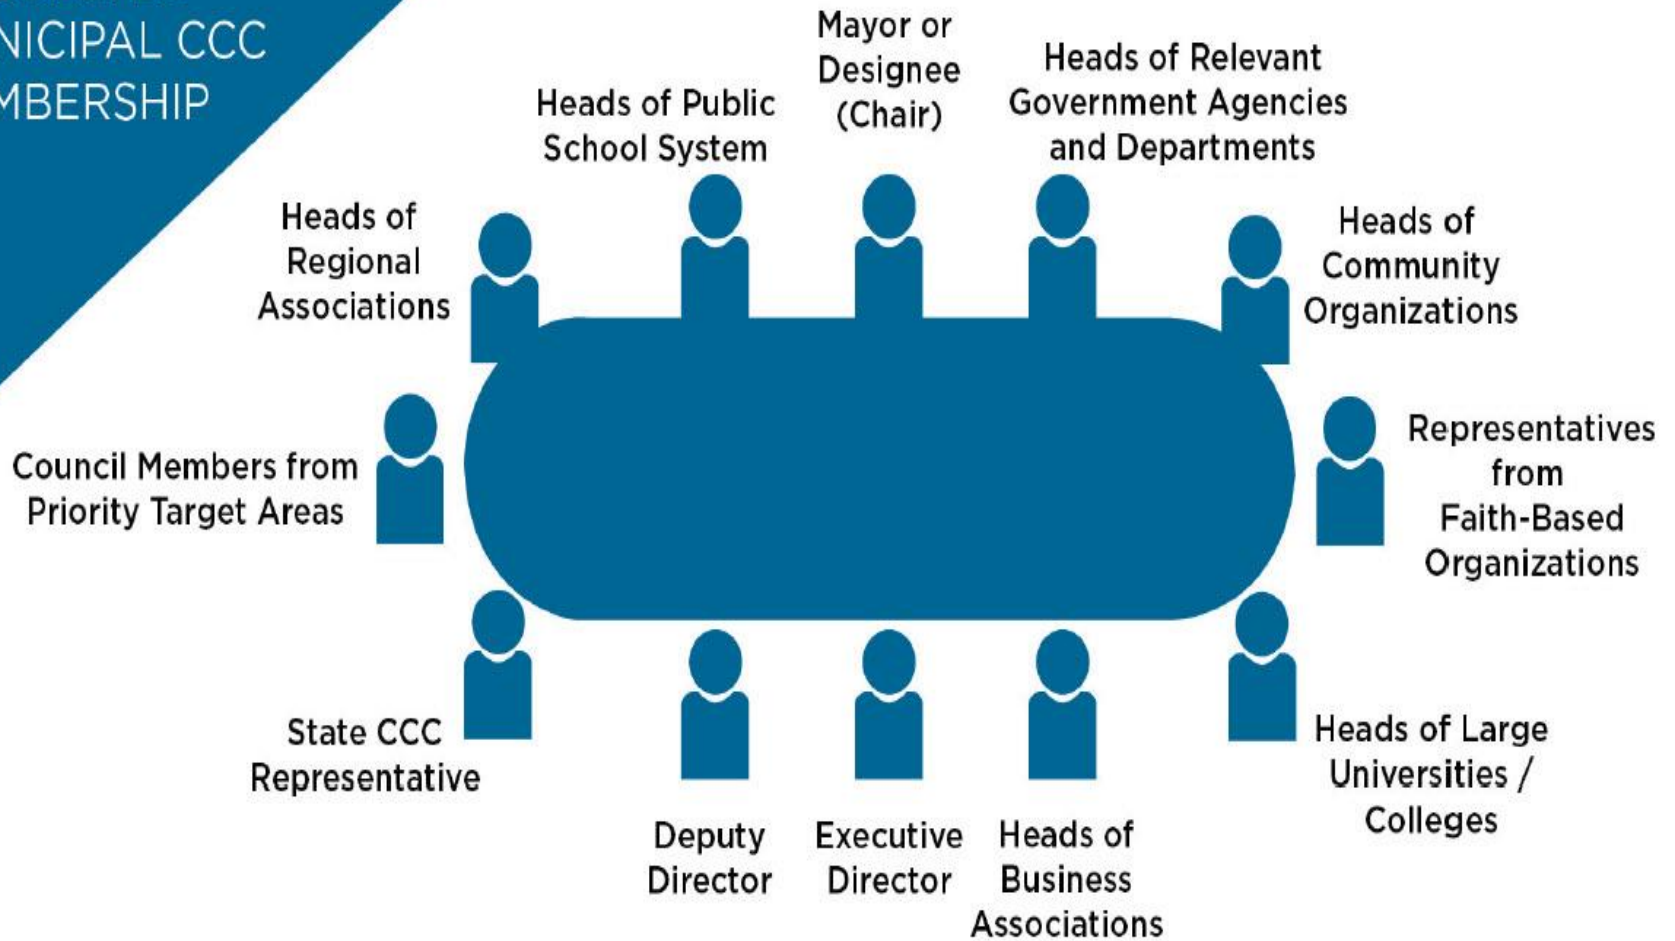 NICIPAL CCC
MBERSHIP
Mayor or
Designee
(Chair)
Heads of Public
School System
Heads of Relevant
Government Agencies
and Departments
Heads of
Regional
Associations
Heads of
Community
Organizations
Council Members from
Priority Target Areas
Representatives
from
Faith-Based
Organizations
State CCC
Representative
Deputy
Director
Executive
Director
Heads of
Business
Associations
Heads of Large
Universities /
Colleges